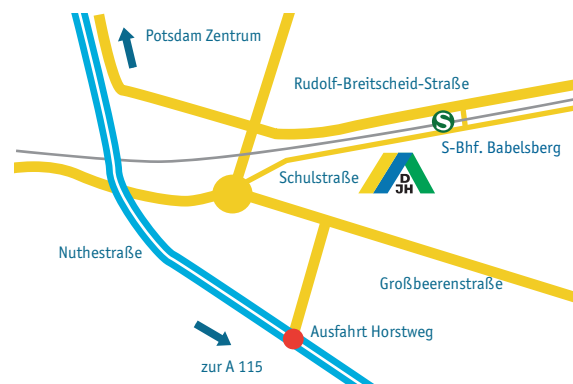 Potsdam Zentrum
Rudolf-Breitscheid-Straße
S
S-Bhf. Babelsberg
Schulstraße
D
JH
Nuthestraße
Großbeerenstraße
Ausfahrt Horstweg
zur A 115